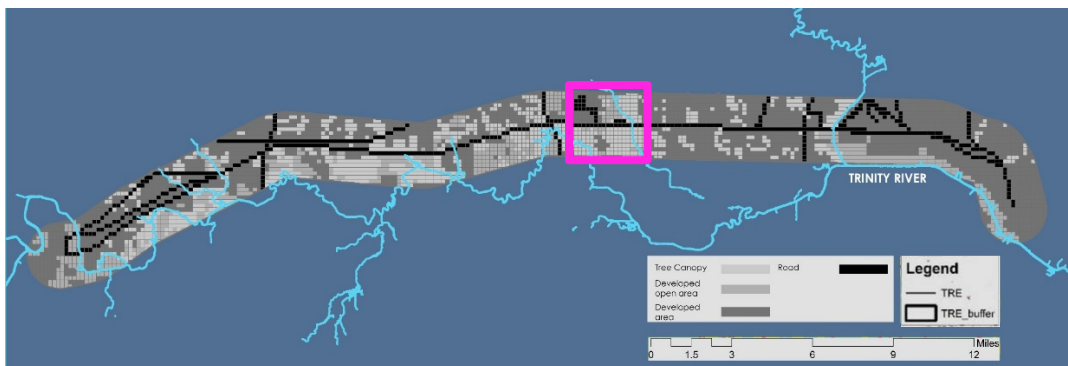 TRINITY RIVER
Tree Canopy
Road
Developed
open area
Developed
area
Legend
TRE
TRE_buffer
Miles
0 1.5 3 6 9 12